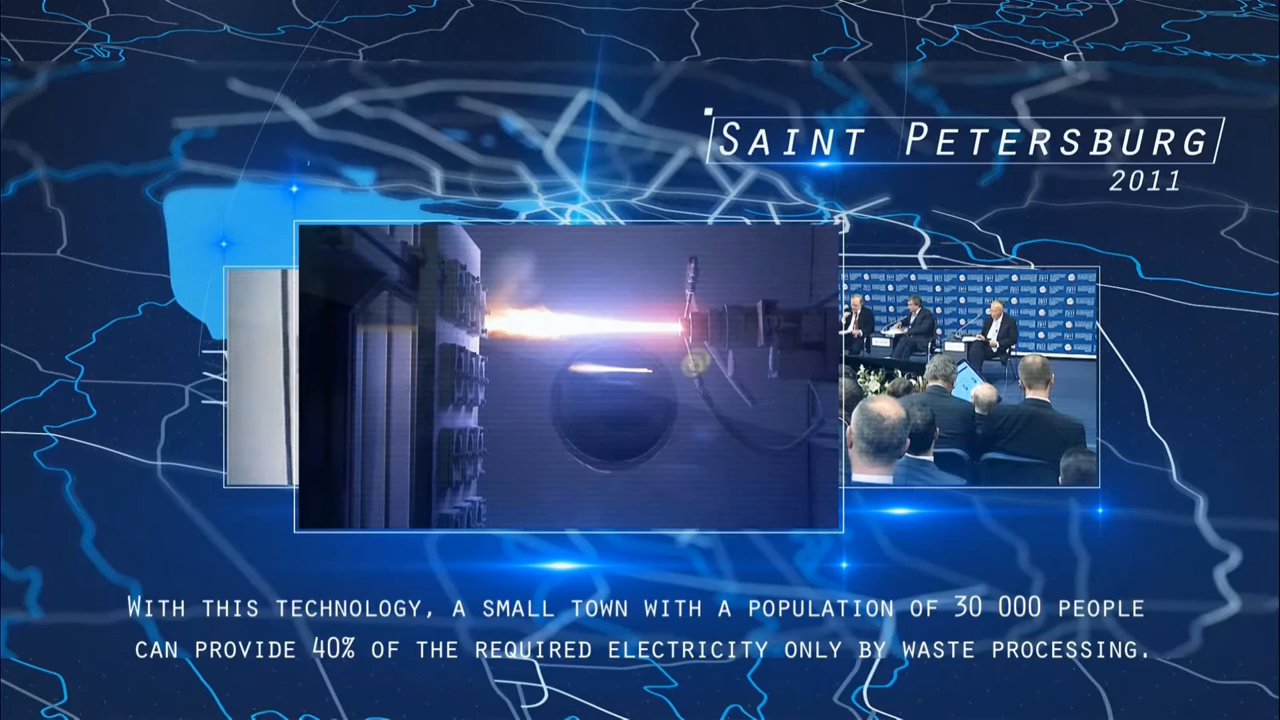 SAINT PETERSBURG
2011
WITH THIS TECHNOLOGY, A SMALL TOWN WITH A POPULATION OF 30 000 PEOPLE
CAN PROVIDE 40% OF THE REQUIRED ELECTRICITY ONLY BY WASTE PROCESSING.